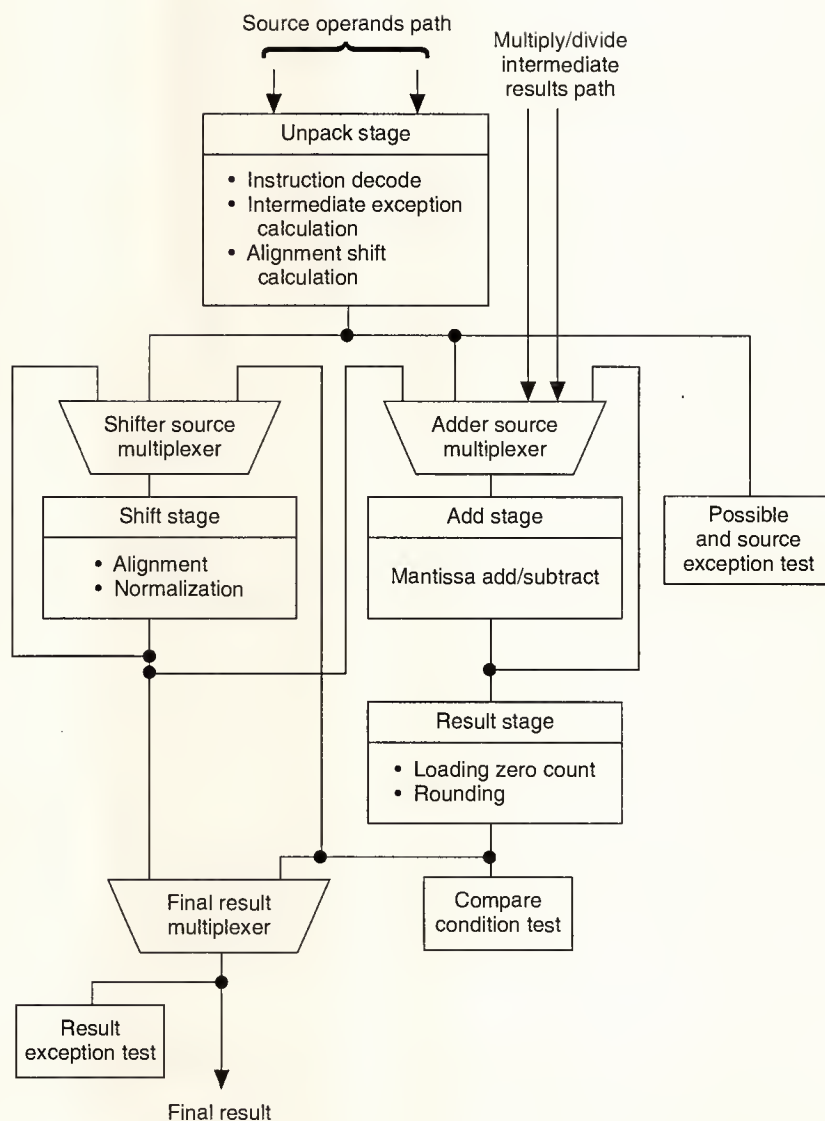 Source operands path
Multiply/divide
intermediate
results path
Unpack stage
• Instruction decode
• Intermediate exception
calculation
• Alignment shift
calculation
Shifter source
multiplexer
Adder source
multiplexer
Shift stage
• Alignment
• Normalization
Add stage
Mantissa add/subtract
Possible
and source
exception test
Result stage
• Loading zero count
• Rounding
Final result
multiplexer
Compare
condition test
Result
exception test
Final result